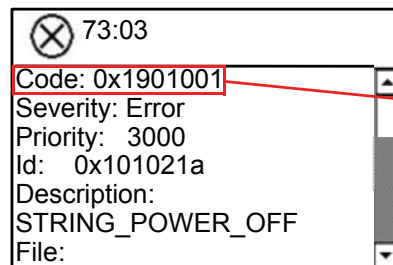 73:03
Code: 0x1901001
Severity: Error
Priority: 3000
Id: 0x101021a
Description:
STRING_POWER_OFF
File: